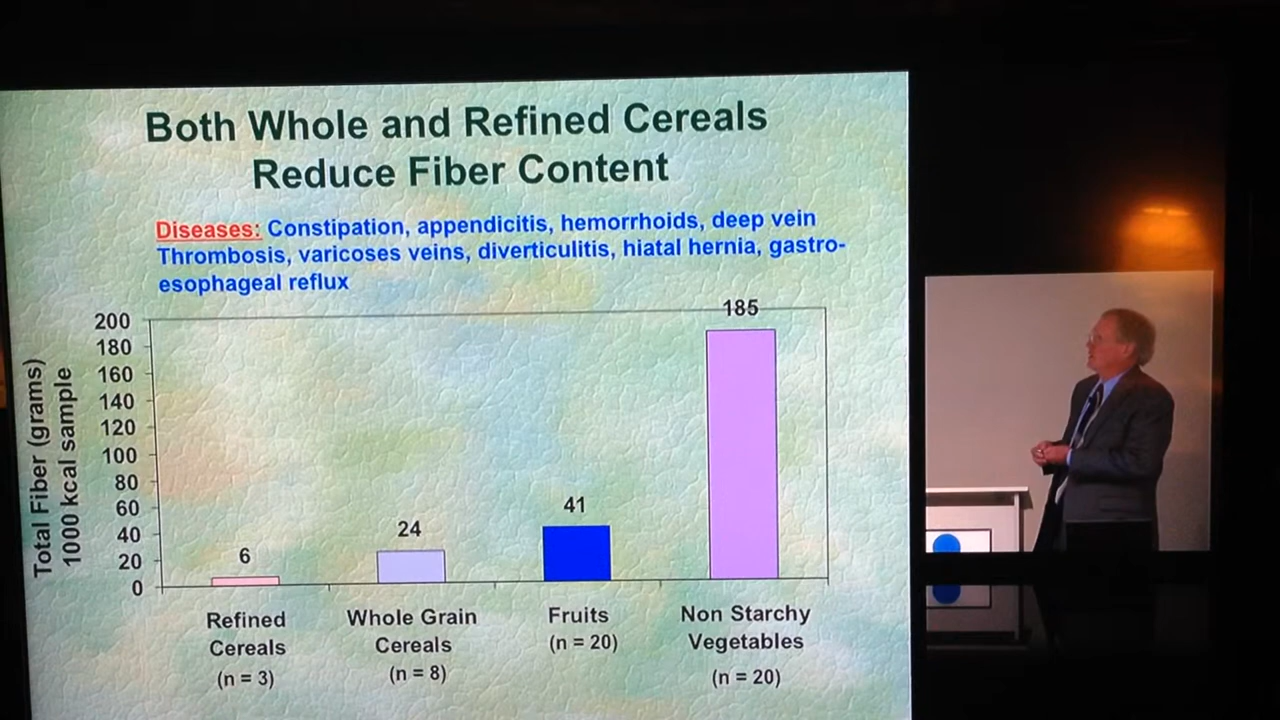 Both Whole and Refined Cereals
Reduce Fiber Content
Diseases: Constipation, appendicitis, hemorrhoids, deep vein
Thrombosis, varicoses veins, diverticulitis, hiatal hernia, gastro-
esophageal reflux
Total Fiber (grams)
1000 kcal sample
200
180
160
140
120
100
80
60
40
20
0
6
24
41
185
Refined
Cereals
(n = 3)
Whole Grain
Cereals
(n = 8)
Fruits
(n = 20)
Non Starchy
Vegetables
(n = 20)